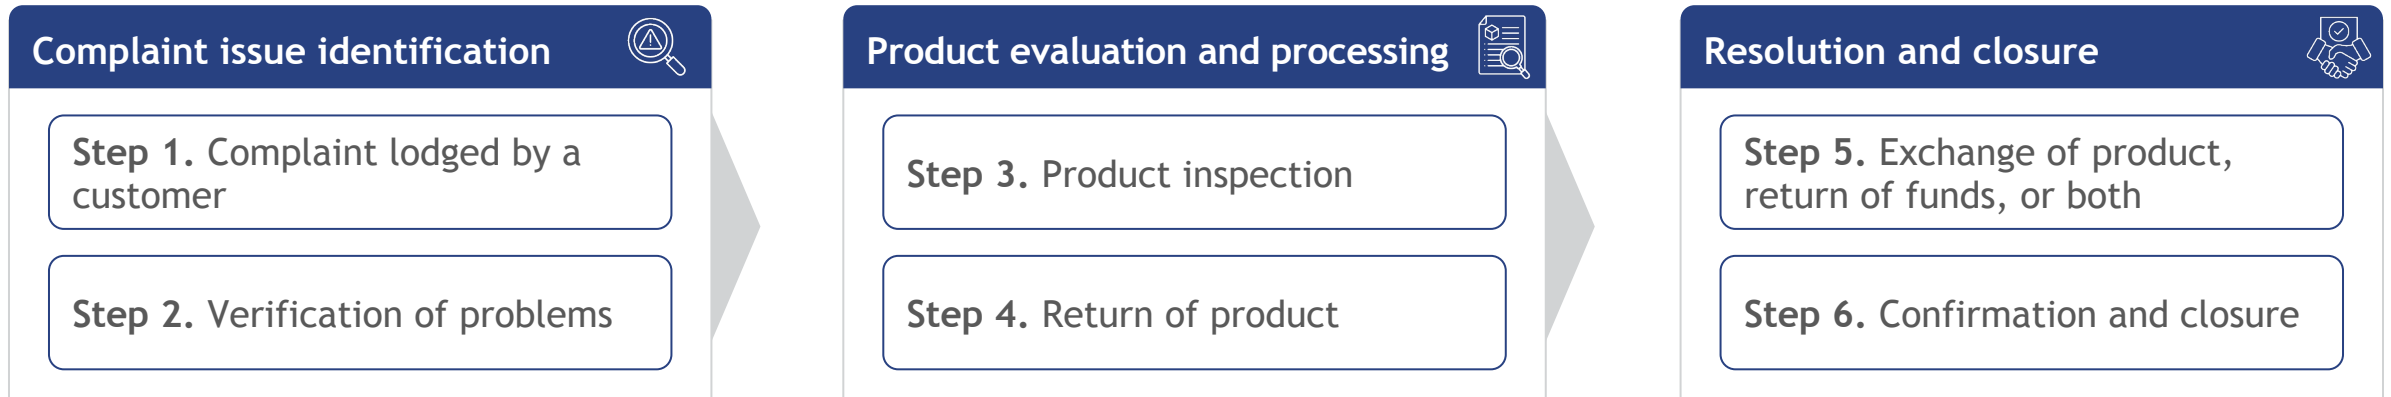 Complaint issue identification
Step 1. Complaint lodged by a
customer
Step 2. Verification of problems
Product evaluation and processing
Step 3. Product inspection
Step 4. Return of product
Resolution and closure
Step 5. Exchange of product,
return of funds, or both
Step 6. Confirmation and closure